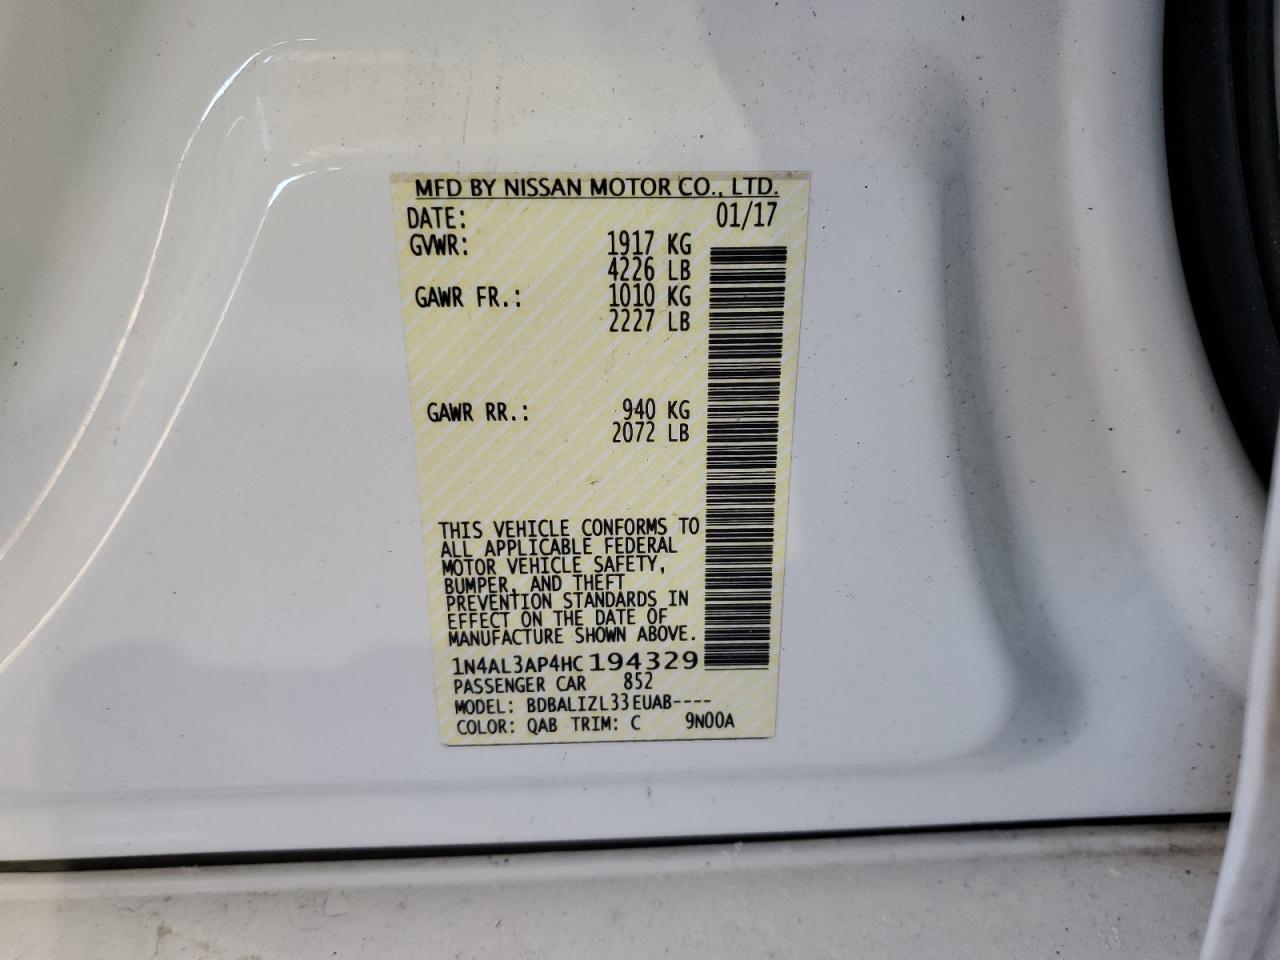 MFD BY NISSAN MOTOR CO., LTD.
DATE: 01/17
GVWR: 1917 KG
4226 LB
GAWR FR.: 1010 KG
2227 LB
GAWR RR.: 940 KG
2072 LB
THIS VEHICLE CONFORMS TO
ALL APPLICABLE FEDERAL
MOTOR VEHICLE SAFETY,
BUMPER, AND THEFT
PREVENTION STANDARDS IN
EFFECT ON THE DATE OF
MANUFACTURE SHOWN ABOVE.
1N4AL3AP4HC194329
PASSENGER CAR 852
MODEL: BDBALIZL33EUAB----
COLOR: QAB TRIM: C 9N00A